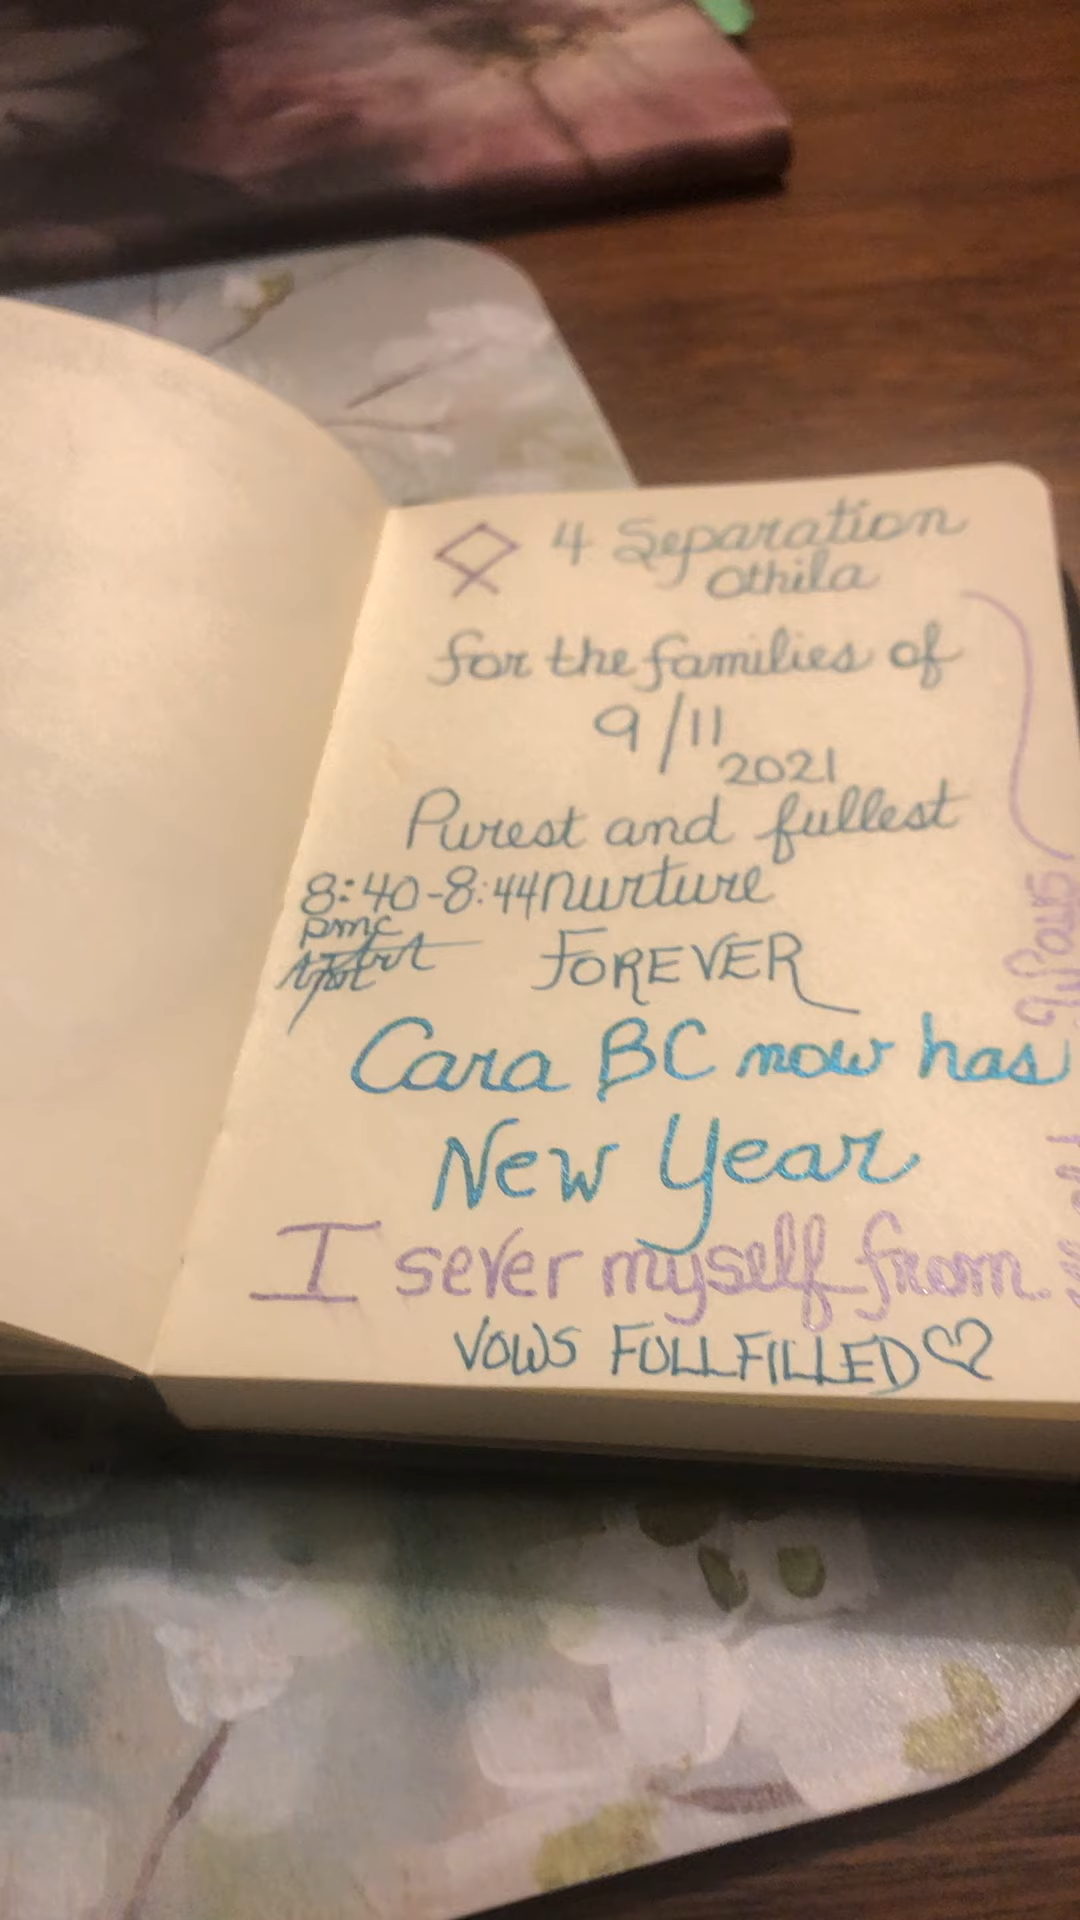 4 Separation
Othila
for the families of
9/11
2021
Purest and fullest
8:40-8:44 nurture
pmc
FOREVER
Cara BC now has
New Year
I sever myself from.
VOWS FULLFILLED